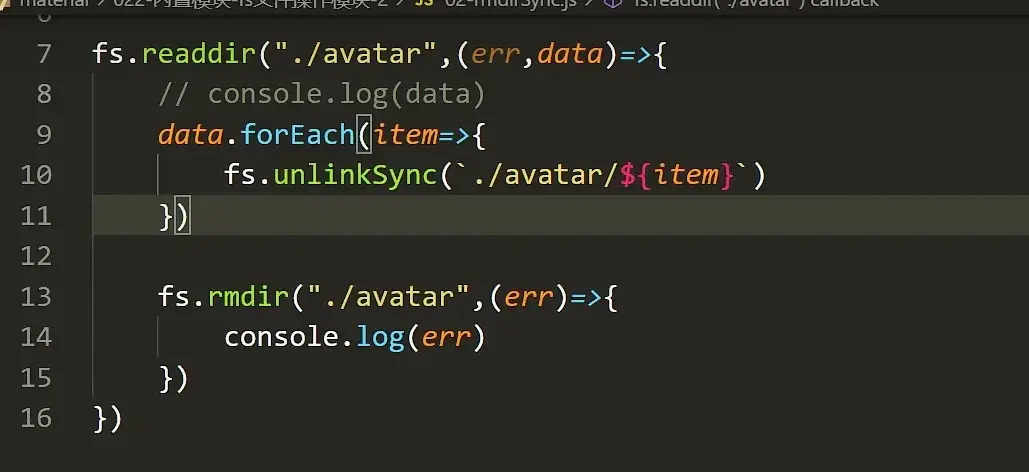 material > 022-内置模块-fs文件操作模块-2 > JS 02-rmdirSync.js > fs.readdir("./avatar") callback
7 fs.readdir("./avatar",(err,data)=>{
8 // console.log(data)
9 data.forEach(item=>{
10 fs.unlinkSync(`./avatar/${item}`)
11 })
12
13 fs.rmdir("./avatar",(err)=>{
14 console.log(err)
15 })
16 })